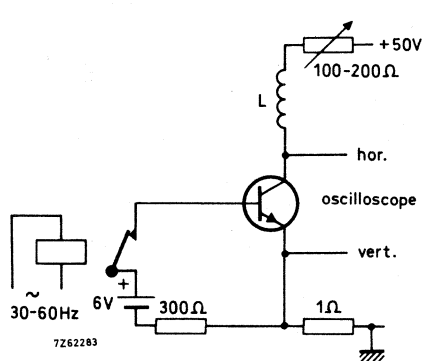 +50V
100-200Ω
L
hor.
oscilloscope
vert.
+
6V
300Ω
1Ω
~
30-60Hz
7Z62283